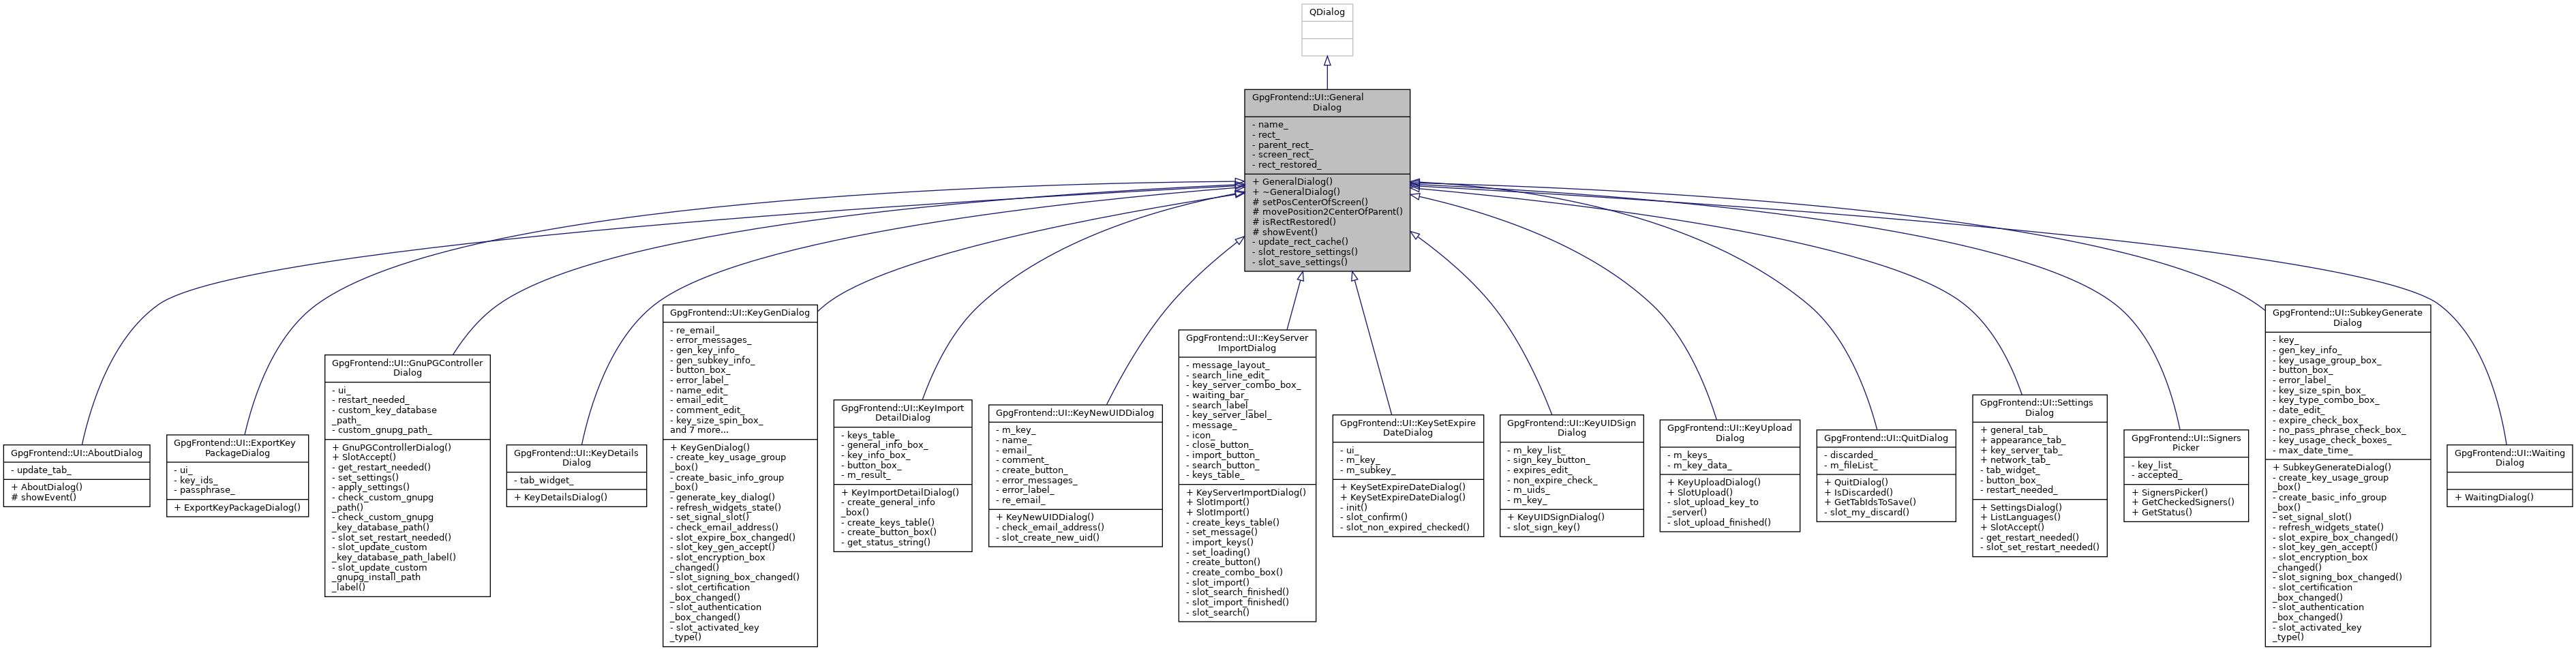 QDialog
GpgFrontend::UI::General
Dialog
- name_
- rect_
- parent_rect_
- screen_rect_
- rect_restored_
+ GeneralDialog()
+ ~GeneralDialog()
# setPosCenterOfScreen()
# movePosition2CenterOfParent()
# isRectRestored()
# showEvent()
- update_rect_cache()
- slot_restore_settings()
- slot_save_settings()
GpgFrontend::UI::AboutDialog
- update_tab_
+ AboutDialog()
# showEvent()
GpgFrontend::UI::ExportKey
PackageDialog
- ui_
- key_ids_
- passphrase_
+ ExportKeyPackageDialog()
GpgFrontend::UI::GnuPGController
Dialog
- ui_
- restart_needed_
- custom_key_database
_path_
- custom_gnupg_path_
+ GnuPGControllerDialog()
+ SlotAccept()
- get_restart_needed()
- set_settings()
- apply_settings()
- check_custom_gnupg
_path()
- check_custom_gnupg
_key_database_path()
- slot_set_restart_needed()
- slot_update_custom
_key_database_path_label()
- slot_update_custom
_gnupg_install_path
_label()
GpgFrontend::UI::KeyDetails
Dialog
- tab_widget_
+ KeyDetailsDialog()
GpgFrontend::UI::KeyGenDialog
- re_email_
- error_messages_
- gen_key_info_
- gen_subkey_info_
- button_box_
- error_label_
- name_edit_
- email_edit_
- comment_edit_
- key_size_spin_box_
and 7 more...
+ KeyGenDialog()
- create_key_usage_group
_box()
- create_basic_info_group
_box()
- generate_key_dialog()
- refresh_widgets_state()
- set_signal_slot()
- check_email_address()
- slot_expire_box_changed()
- slot_key_gen_accept()
- slot_encryption_box
_changed()
- slot_signing_box_changed()
- slot_certification
_box_changed()
- slot_authentication
_box_changed()
- slot_activated_key
_type()
GpgFrontend::UI::KeyImport
DetailDialog
- keys_table_
- general_info_box_
- key_info_box_
- button_box_
- m_result_
+ KeyImportDetailDialog()
- create_general_info
_box()
- create_keys_table()
- create_button_box()
- get_status_string()
GpgFrontend::UI::KeyNewUIDDialog
- m_key_
- name_
- email_
- comment_
- create_button_
- error_messages_
- error_label_
- re_email_
+ KeyNewUIDDialog()
- check_email_address()
- slot_create_new_uid()
GpgFrontend::UI::KeyServer
ImportDialog
- message_layout_
- search_line_edit_
- key_server_combo_box_
- waiting_bar_
- search_label_
- key_server_label_
- message_
- icon_
- close_button_
- import_button_
- search_button_
- keys_table_
+ KeyServerImportDialog()
+ SlotImport()
+ SlotImport()
- create_keys_table()
- set_message()
- import_keys()
- set_loading()
- create_button()
- create_combo_box()
- slot_import()
- slot_search_finished()
- slot_import_finished()
- slot_search()
GpgFrontend::UI::KeySetExpire
DateDialog
- ui_
- m_key_
- m_subkey_
+ KeySetExpireDateDialog()
+ KeySetExpireDateDialog()
- init()
- slot_confirm()
- slot_non_expired_checked()
GpgFrontend::UI::KeyUIDSign
Dialog
- m_key_list_
- sign_key_button_
- expires_edit_
- non_expire_check_
- m_uids_
- m_key_
+ KeyUIDSignDialog()
- slot_sign_key()
GpgFrontend::UI::KeyUpload
Dialog
- m_keys_
- m_key_data_
+ KeyUploadDialog()
+ SlotUpload()
- slot_upload_key_to
_server()
- slot_upload_finished()
GpgFrontend::UI::QuitDialog
- discarded_
- m_fileList_
+ QuitDialog()
+ IsDiscarded()
+ GetTabIdsToSave()
- slot_my_discard()
GpgFrontend::UI::Settings
Dialog
+ general_tab_
+ appearance_tab_
+ key_server_tab_
+ network_tab_
- tab_widget_
- button_box_
- restart_needed_
+ SettingsDialog()
+ ListLanguages()
+ SlotAccept()
- get_restart_needed()
- slot_set_restart_needed()
GpgFrontend::UI::Signers
Picker
- key_list_
- accepted_
+ SignersPicker()
+ GetCheckedSigners()
+ GetStatus()
GpgFrontend::UI::SubkeyGenerate
Dialog
- key_
- gen_key_info_
- key_usage_group_box_
- button_box_
- error_label_
- key_size_spin_box_
- key_type_combo_box_
- date_edit_
- expire_check_box_
- no_pass_phrase_check_box_
- key_usage_check_boxes_
- max_date_time_
+ SubkeyGenerateDialog()
- create_key_usage_group
_box()
- create_basic_info_group
_box()
- set_signal_slot()
- refresh_widgets_state()
- slot_expire_box_changed()
- slot_key_gen_accept()
- slot_encryption_box
_changed()
- slot_signing_box_changed()
- slot_certification
_box_changed()
- slot_authentication
_box_changed()
- slot_activated_key
_type()
GpgFrontend::UI::Waiting
Dialog
+ WaitingDialog()